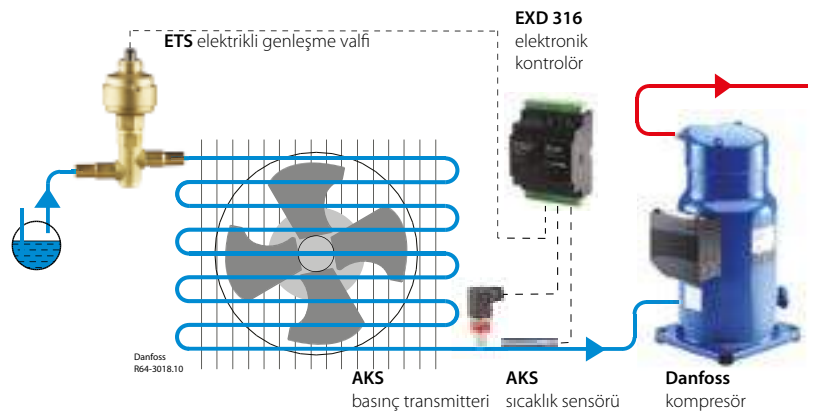 EXD 316
elektronik
kontrolör
ETS elektrikli genleşme valfi
Danfoss
R64-3018.10
AKS
basınç transmitteri
AKS
sıcaklık sensörü
Danfoss
kompresör